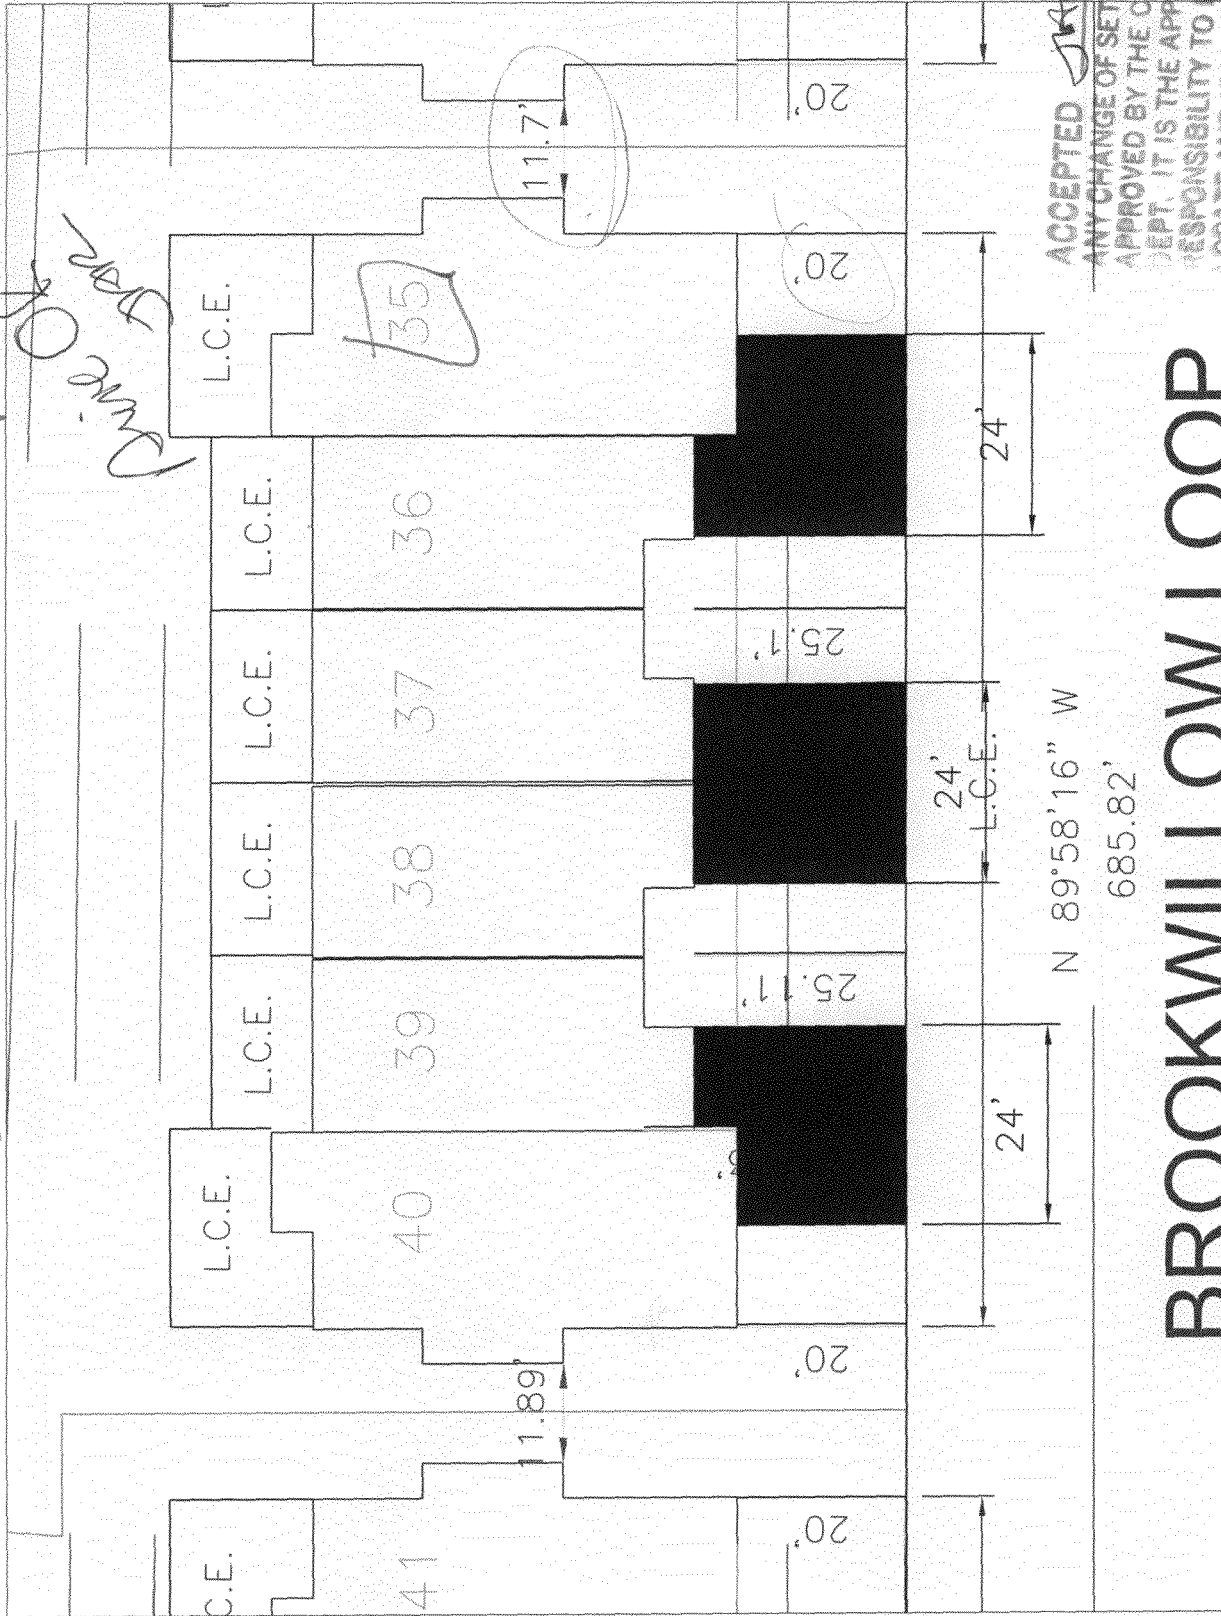 ACCEPTED
ANY CHANGE OF SET
APPROVED BY THE C
DEPT. IT IS THE APP
RESPONSIBILITY TO
Drive OK
11.7'
20'
20'
L.C.E.
35
L.C.E.
36
24'
L.C.E.
37
25.1'
L.C.E.
38
24'
L.C.E.
L.C.E.
39
25.11'
L.C.E.
40
24'
11.89'
20'
20'
C.E.
41
N 89°58'16" W
685.82'
BROOKWILLOW LOOP